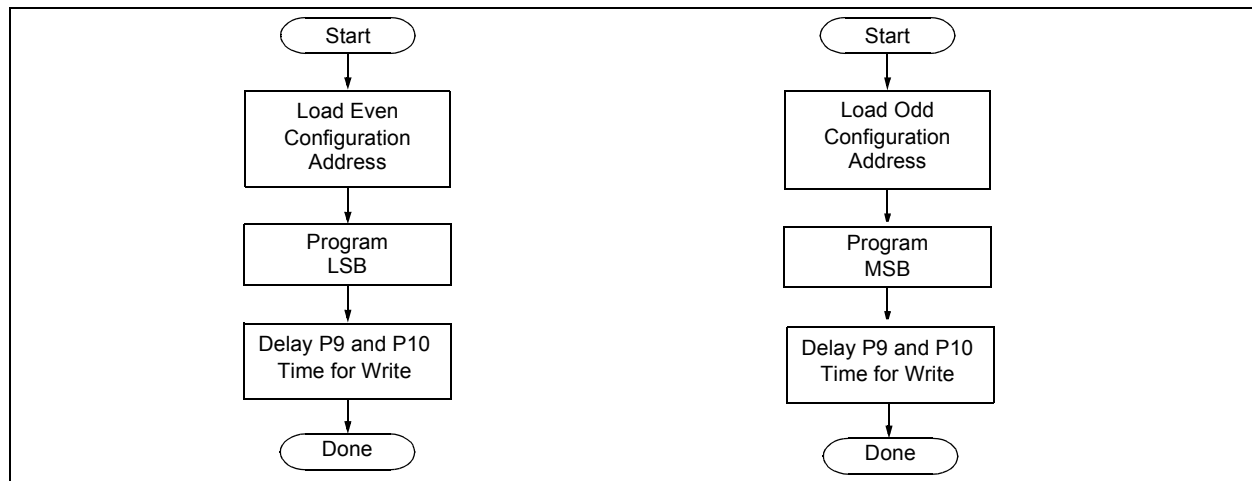 Start
Load Even
Configuration
Address
Program
LSB
Delay P9 and P10
Time for Write
Done
Start
Load Odd
Configuration
Address
Program
MSB
Delay P9 and P10
Time for Write
Done